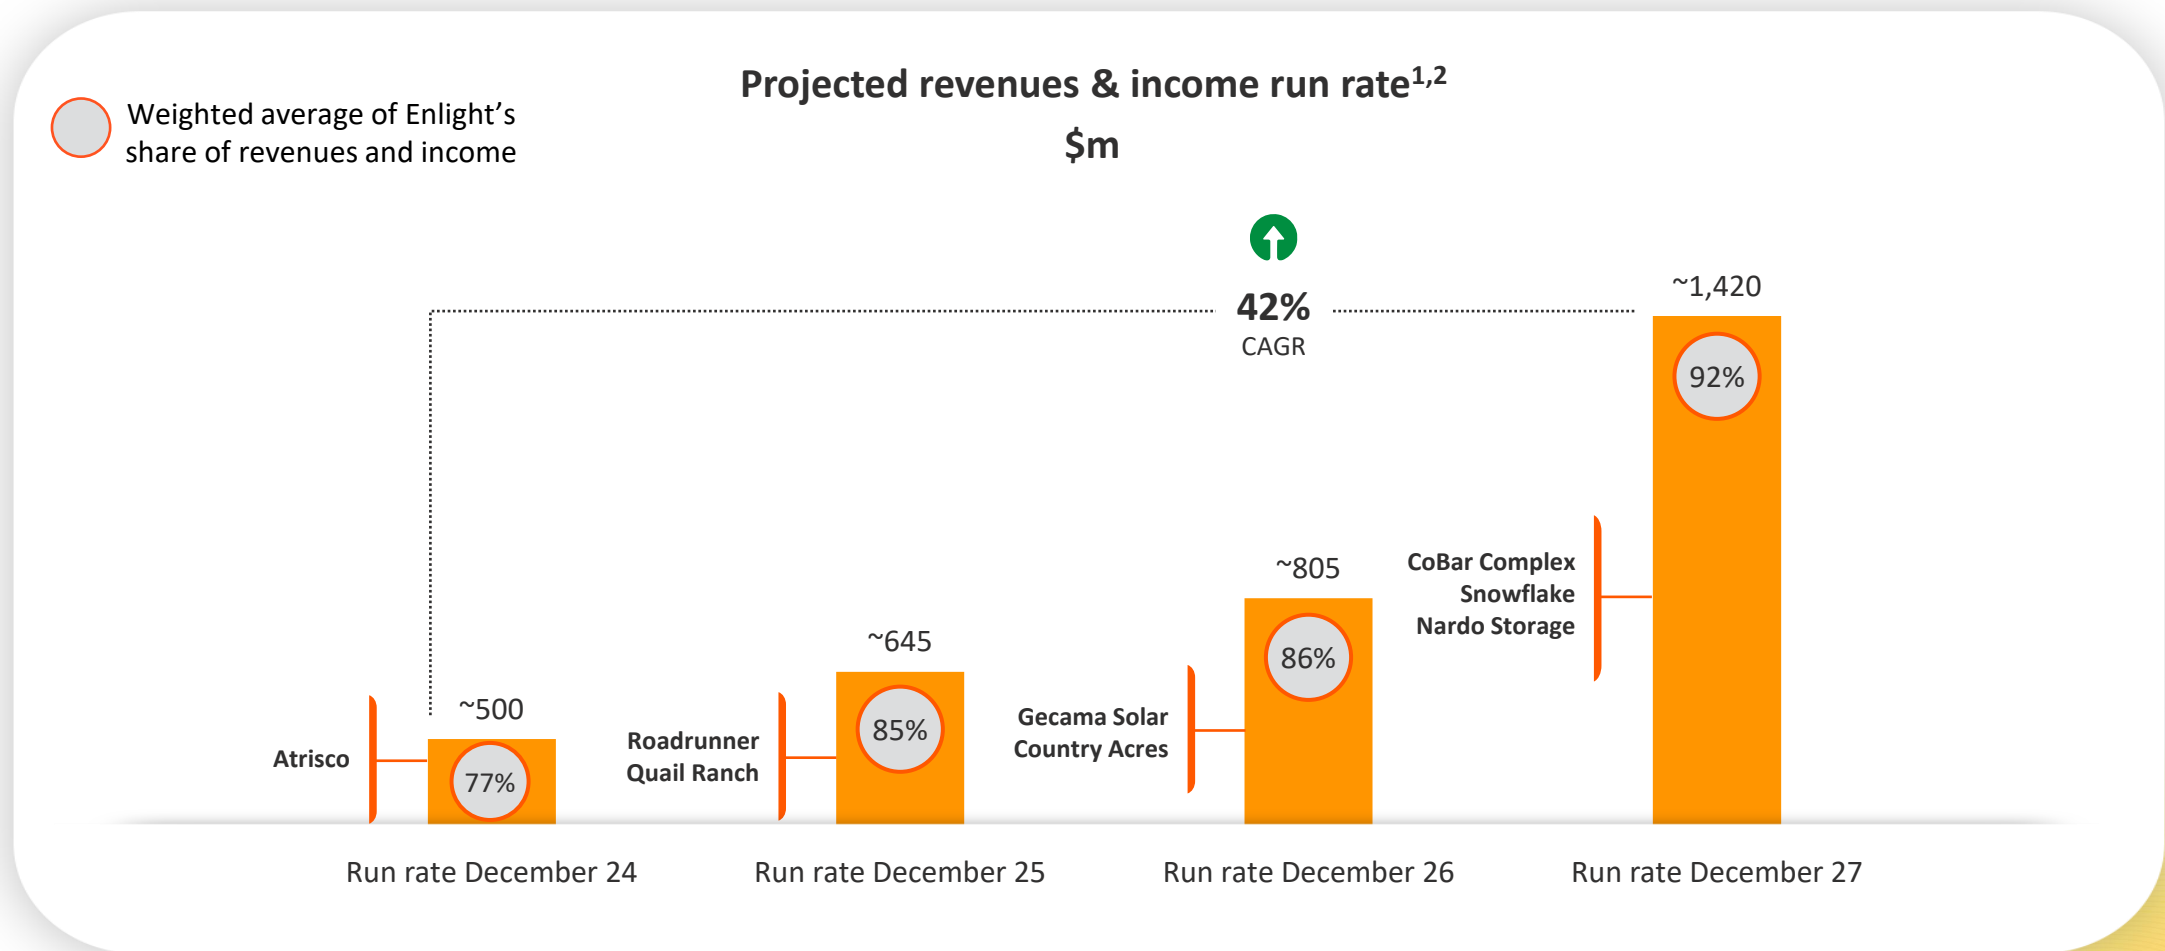 Projected revenues & income run rate1,2
$m
Weighted average of Enlight's
share of revenues and income
42%
CAGR
~1,420
92%
CoBar Complex
Snowflake
Nardo Storage
~805
86%
Gecama Solar
Country Acres
~645
85%
Roadrunner
Quail Ranch
~500
77%
Atrisco
Run rate December 24
Run rate December 25
Run rate December 26
Run rate December 27